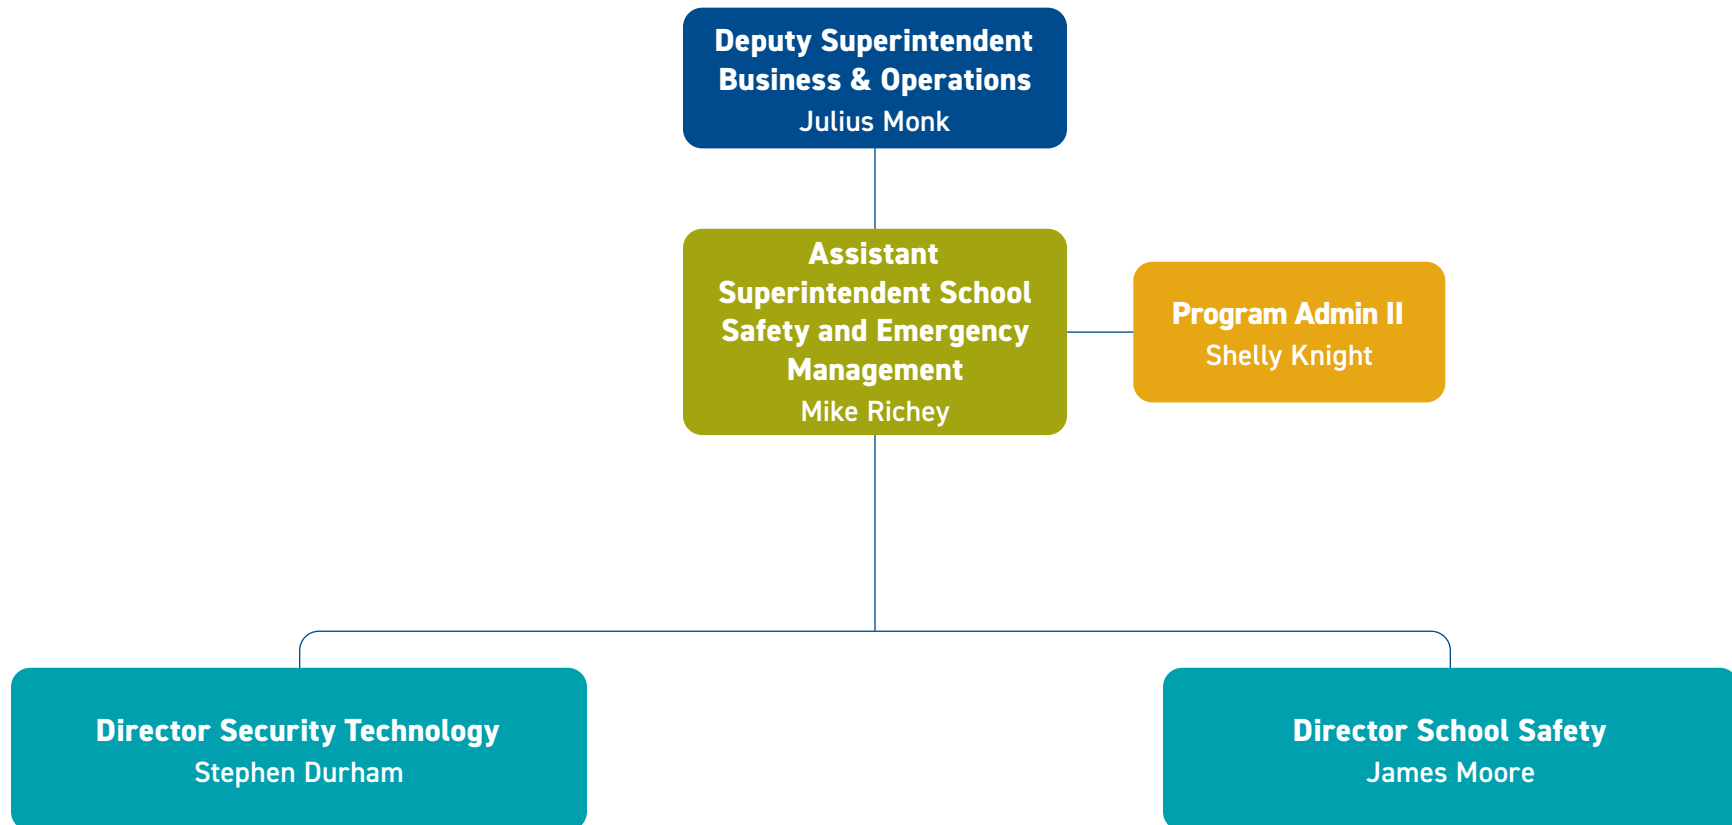 Deputy Superintendent
Business & Operations
Julius Monk
Assistant
Superintendent School
Safety and Emergency
Management
Mike Richey
Program Admin II
Shelly Knight
Director Security Technology
Stephen Durham
Director School Safety
James Moore